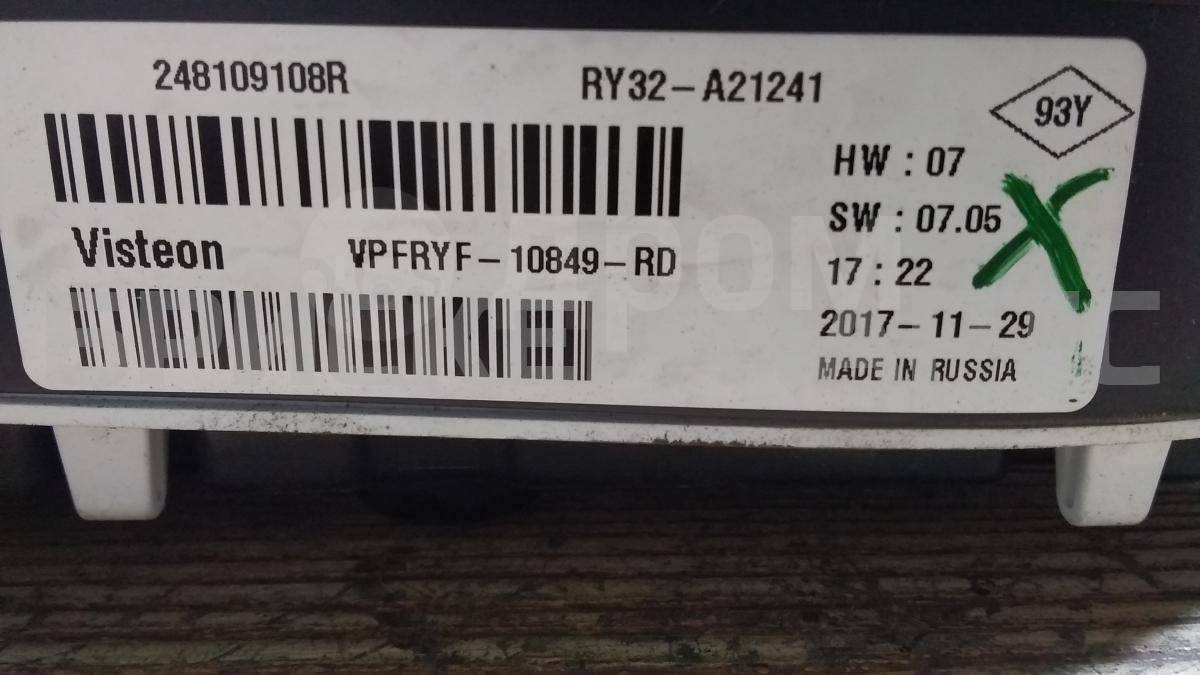 248109108R RY32-A21241
93Y
HW : 07
SW : 07.05
Visteon VPFRYF-10849-RD
17 : 22
2017-11-29
MADE IN RUSSIA